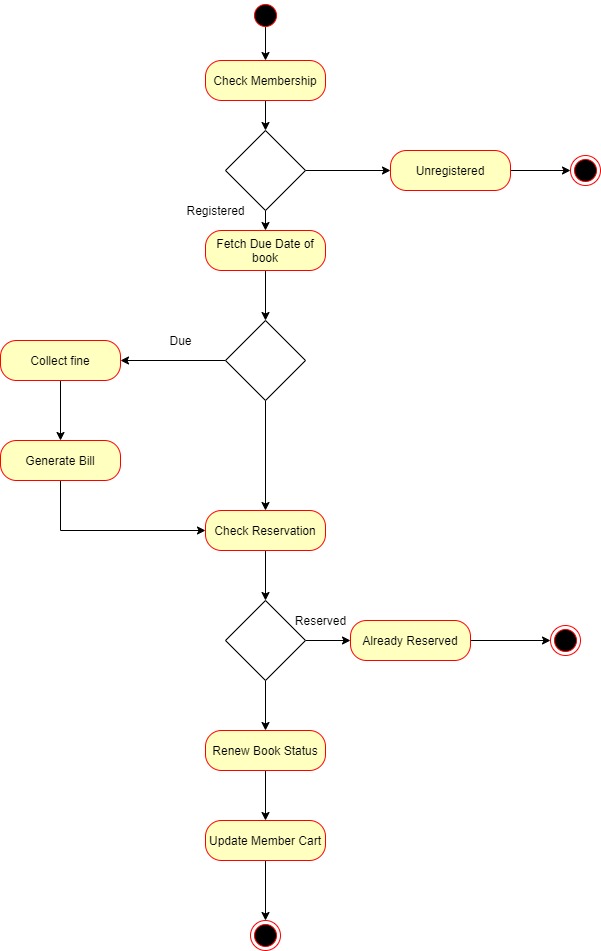 Check Membership
Unregistered
Registered
Fetch Due Date of
book
Due
Collect fine
Generate Bill
Check Reservation
Reserved
Already Reserved
Renew Book Status
Update Member Cart